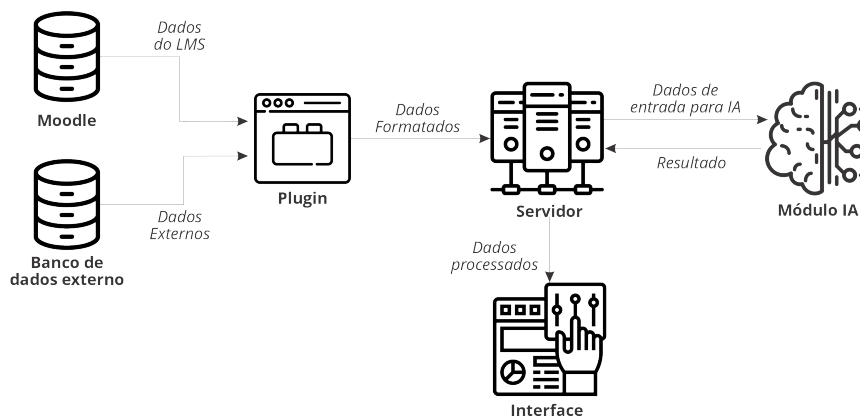 Dados
do LMS
Moodle
Dados
Externos
Banco de
dados externo
Plugin
Dados
Formatados
Servidor
Dados de
entrada para IA
Resultado
Módulo IA
Dados
processados
Interface